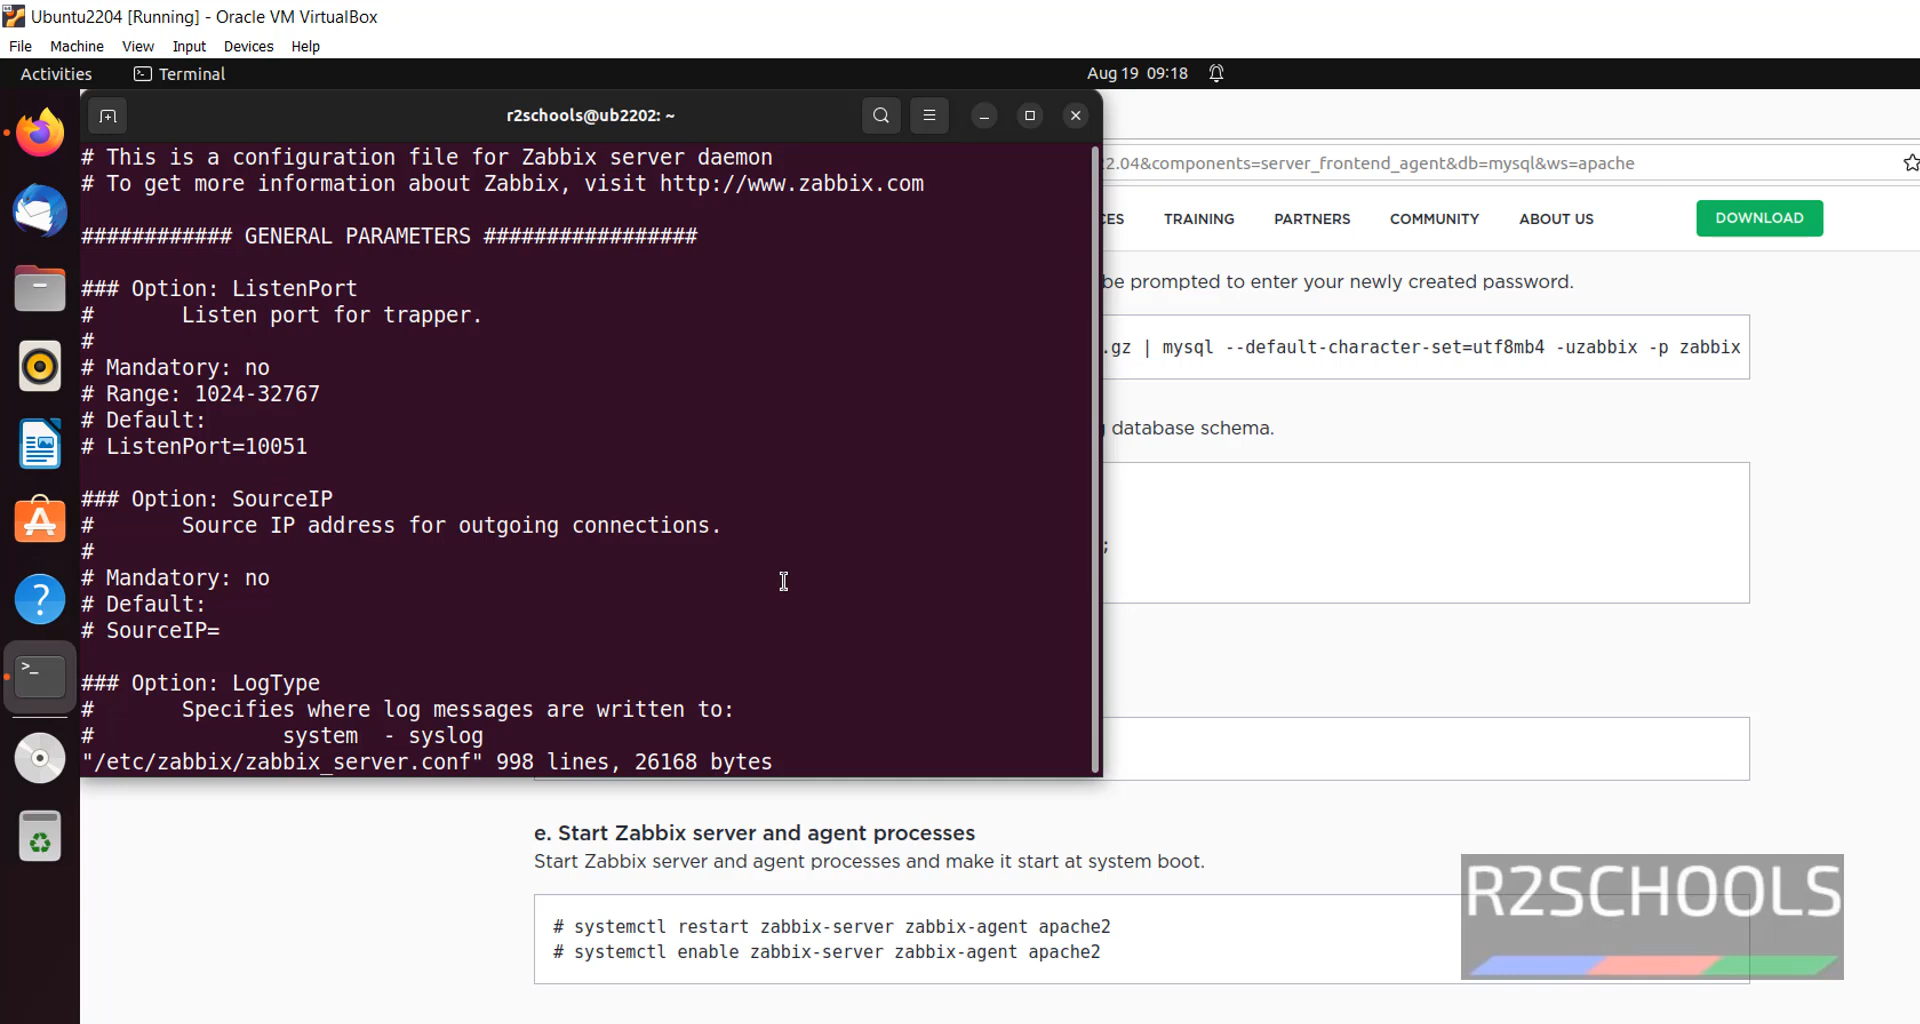 Ubuntu2204 [Running] - Oracle VM VirtualBox
File Machine View Input Devices Help
Activities Terminal Aug 19 09:18
r2schools@ub2202: ~
# This is a configuration file for Zabbix server daemon
# To get more information about Zabbix, visit http://www.zabbix.com
############ GENERAL PARAMETERS #################
### Option: ListenPort
# Listen port for trapper.
#
# Mandatory: no
# Range: 1024-32767
# Default:
# ListenPort=10051
### Option: SourceIP
# Source IP address for outgoing connections.
#
# Mandatory: no
# Default:
# SourceIP=
### Option: LogType
# Specifies where log messages are written to:
# system - syslog
"/etc/zabbix/zabbix_server.conf" 998 lines, 26168 bytes
2.04&components=server_frontend_agent&db=mysql&ws=apache
CES TRAINING PARTNERS COMMUNITY ABOUT US DOWNLOAD
be prompted to enter your newly created password.
.gz | mysql --default-character-set=utf8mb4 -uzabbix -p zabbix
database schema.
;
e. Start Zabbix server and agent processes
Start Zabbix server and agent processes and make it start at system boot.
# systemctl restart zabbix-server zabbix-agent apache2
# systemctl enable zabbix-server zabbix-agent apache2
R2SCHOOLS